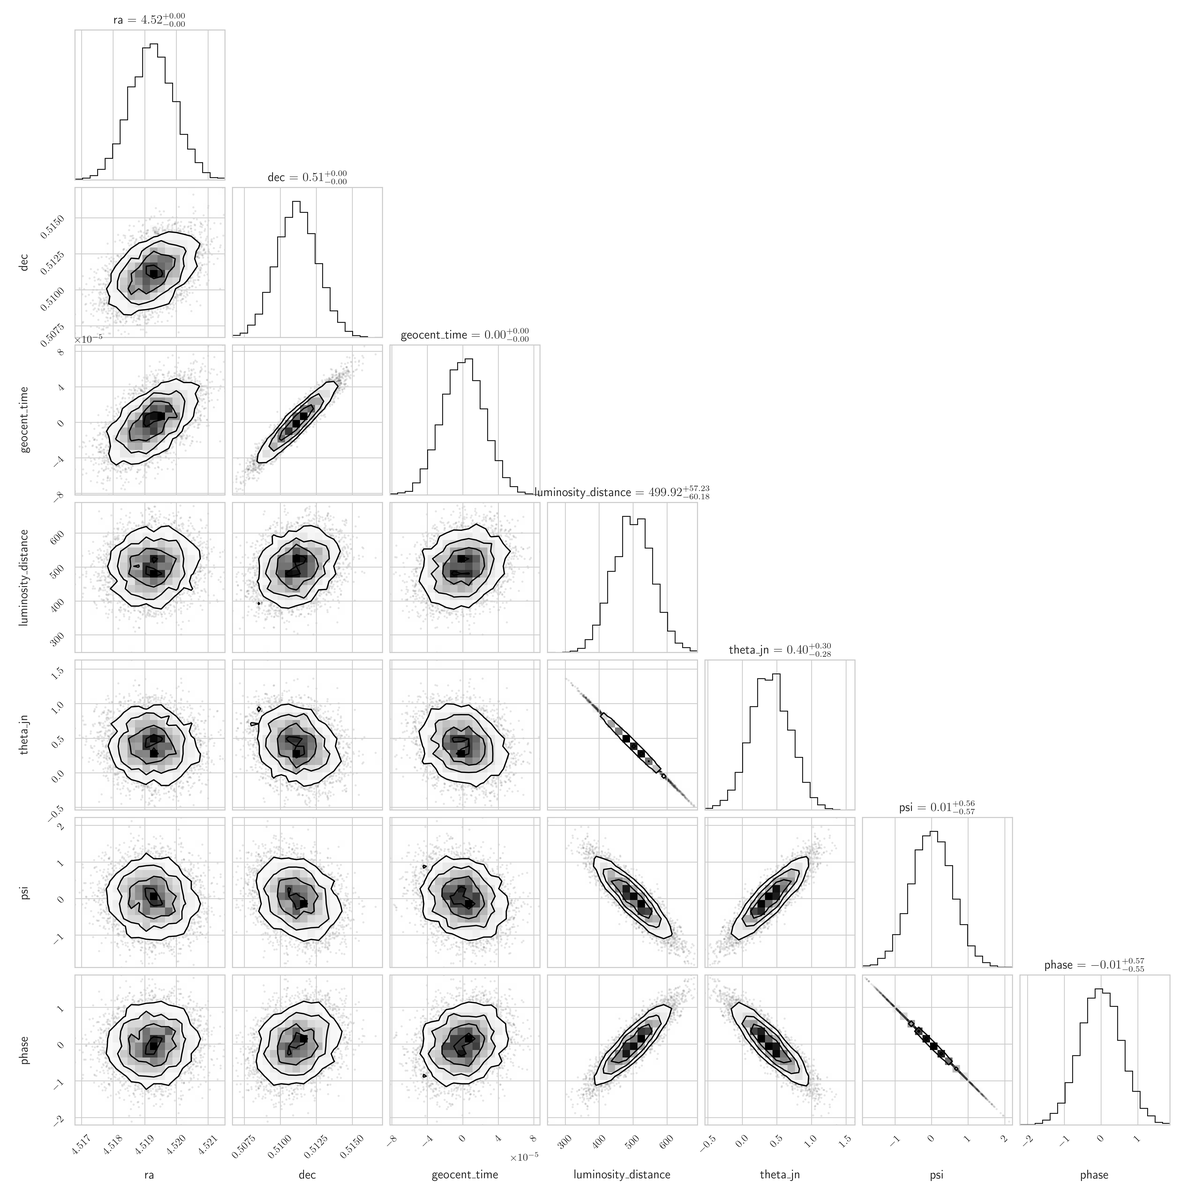 ra = 4.52+0.00−0.00
dec = 0.51+0.00−0.00
dec
0.5150
0.5125
0.5100
0.5075
geocent_time = 0.00+0.00−0.00
×10−5
geocent_time
8
4
0
−4
−8
luminosity_distance = 499.92+57.23−60.18
luminosity_distance
600
500
400
300
theta_jn = 0.40+0.30−0.28
theta_jn
1.5
1.0
0.5
0.0
−0.5
psi = 0.01+0.56−0.57
psi
2
1
0
−1
phase = −0.01+0.57−0.55
phase
1
0
−1
−2
4.517 4.518 4.519 4.520 4.521 0.5075 0.5100 0.5125 0.5150 −8 −4 0 4 8 300 400 500 600 −0.5 0.0 0.5 1.0 1.5 −1 0 1 2 −2 −1 0 1
×10−5
ra dec geocent_time luminosity_distance theta_jn psi phase